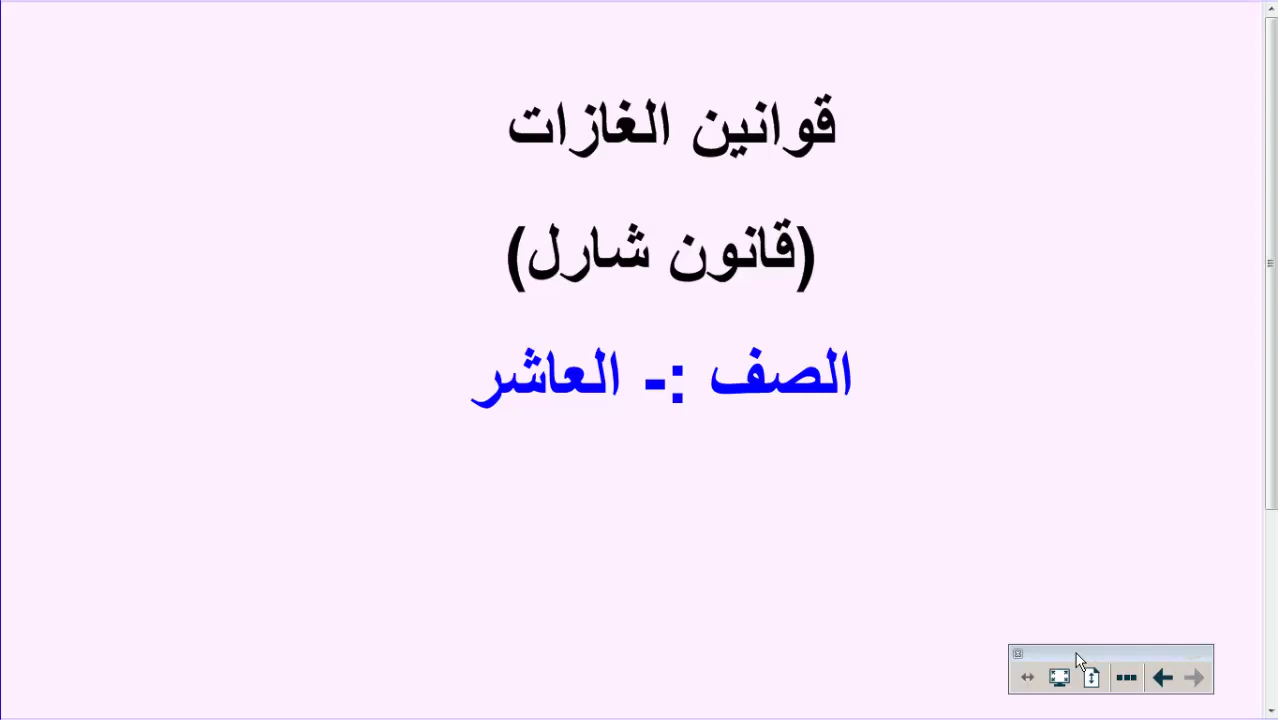 قوانين الغازات
(قانون شارل)
الصف :- العاشر